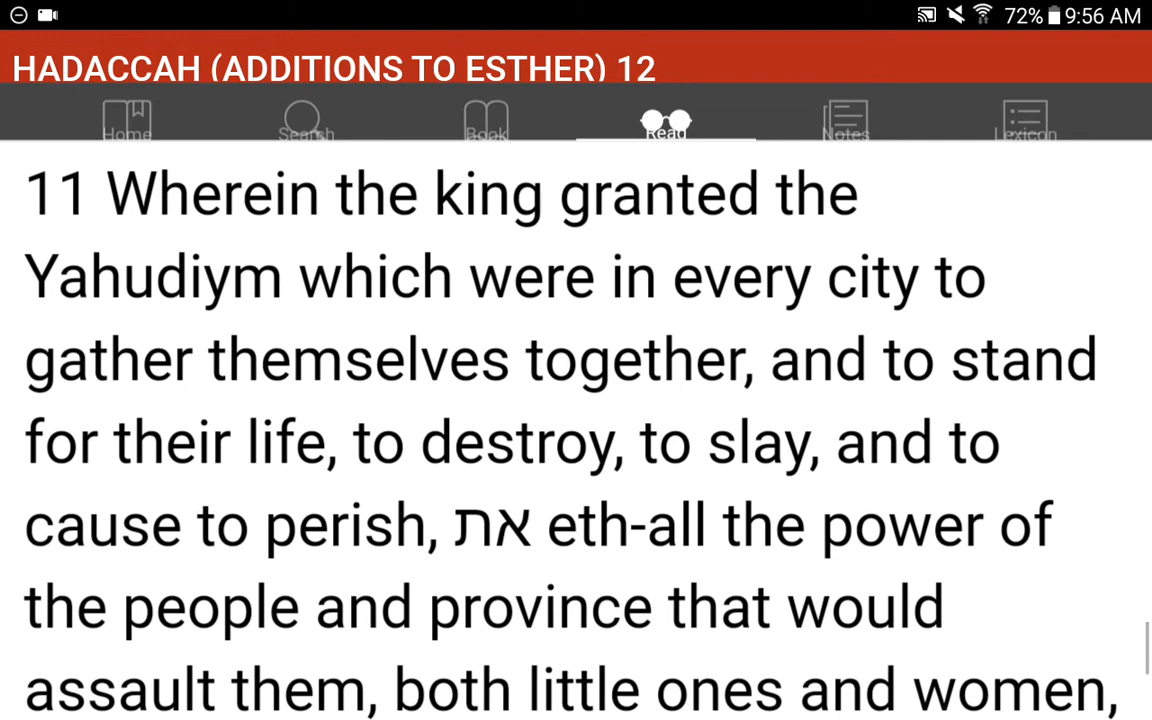 72% 9:56 AM
HADACCAH (ADDITIONS TO ESTHER) 12
Home Search Book Read Notes Lexicon
11 Wherein the king granted the
Yahudiym which were in every city to
gather themselves together, and to stand
for their life, to destroy, to slay, and to
cause to perish, את eth-all the power of
the people and province that would
assault them, both little ones and women,